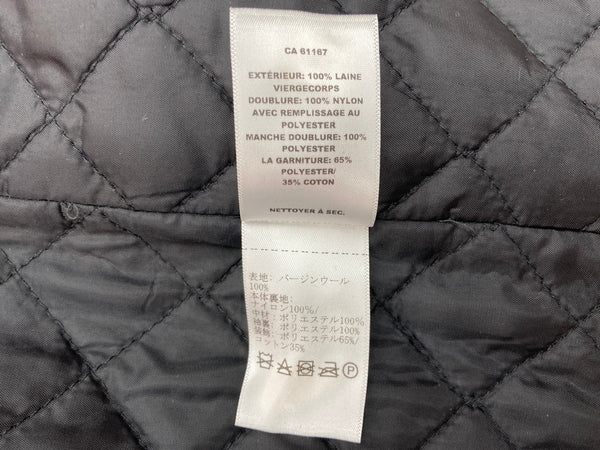 CA 61167
EXTÉRIEUR: 100% LAINE
VIERGECORPS
DOUBLURE: 100% NYLON
AVEC REMPLISSAGE AU
POLYESTER
MANCHE DOUBLURE: 100%
POLYESTER
LA GARNITURE: 65%
POLYESTER/
35% COTON
NETTOYER À SEC.
表地: バージンウール
100%
本体裏地:
ナイロン100%/
中材: ポリエステル100%
袖裏: ポリエステル100%
装飾: ポリエステル65%/
コットン35%
P